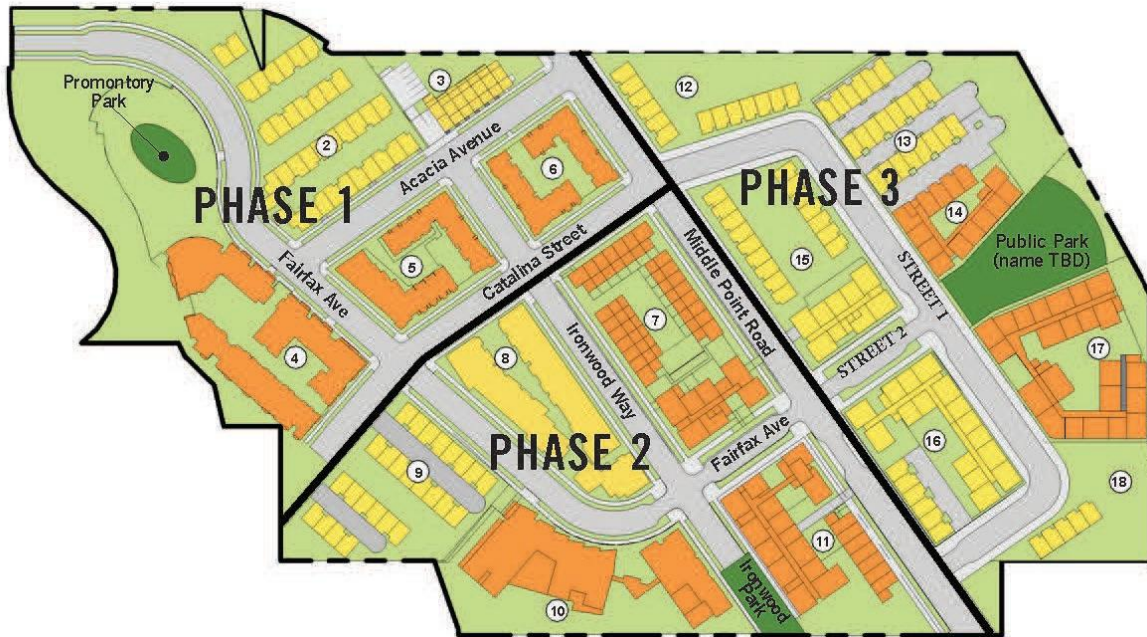 Promontory
Park
PHASE 1
2
3
Acacia Avenue
6
5
Catalina Street
Fairfax Ave
4
PHASE 2
8
Ironwood Way
7
Middle Point Road
Fairfax Ave
9
10
11
Ironwood
Park
PHASE 3
12
13
14
Public Park
(name TBD)
15
STREET 1
STREET 2
16
17
18